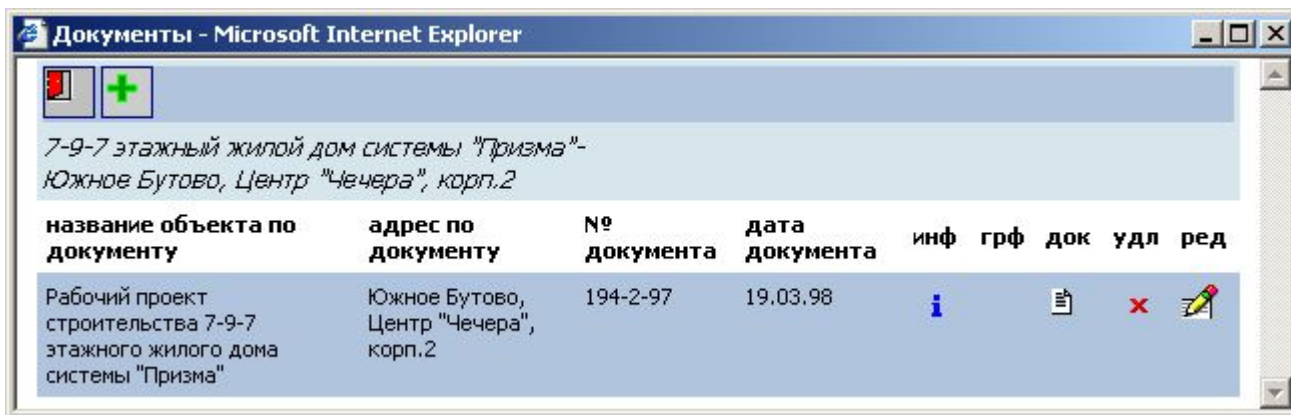 Документы - Microsoft Internet Explorer
7-9-7 этажный жилой дом системы "Призма"-
Южное Бутово, Центр "Чечера", корп.2
название объекта по документу
адрес по документу
№ документа
дата документа
инф
грф
док
удл
ред
Рабочий проект
строительства 7-9-7
этажного жилого дома
системы "Призма"
Южное Бутово,
Центр "Чечера",
корп.2
194-2-97
19.03.98
i